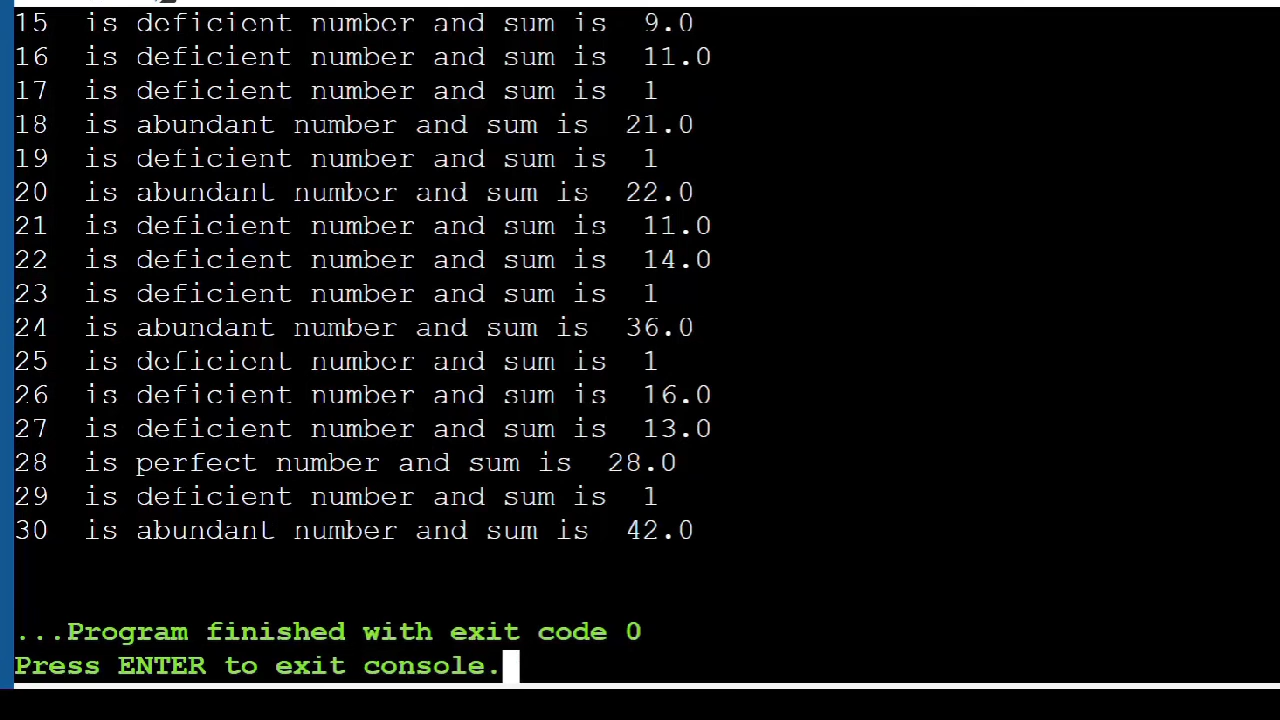 15  is deficient number and sum is  9.0
16  is deficient number and sum is  11.0
17  is deficient number and sum is  1
18  is abundant number and sum is  21.0
19  is deficient number and sum is  1
20  is abundant number and sum is  22.0
21  is deficient number and sum is  11.0
22  is deficient number and sum is  14.0
23  is deficient number and sum is  1
24  is abundant number and sum is  36.0
25  is deficient number and sum is  1
26  is deficient number and sum is  16.0
27  is deficient number and sum is  13.0
28  is perfect number and sum is  28.0
29  is deficient number and sum is  1
30  is abundant number and sum is  42.0
...Program finished with exit code 0
Press ENTER to exit console.